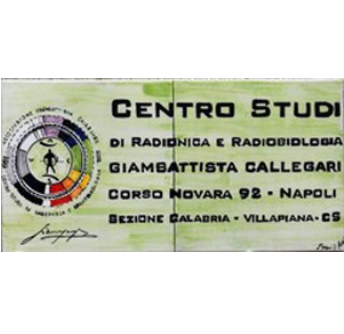 CENTRO STUDI
DI RADIONICA E RADIOBIOLOGIA
GIAMBATTISTA CALLEGARI
CORSO NOVARA 92 - NAPOLI
SEZIONE CALABRIA - VILLAPIANA - CS